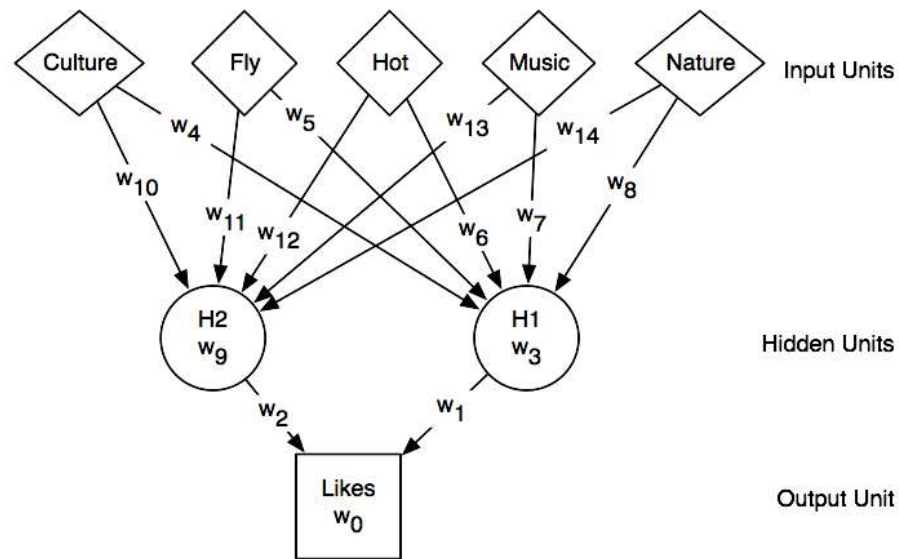 Culture
Fly
Hot
Music
Nature
Input Units
w4
w5
w13
w14
w10
w11
w12
w6
w7
w8
H2
w9
H1
w3
Hidden Units
w2
w1
Likes
w0
Output Unit